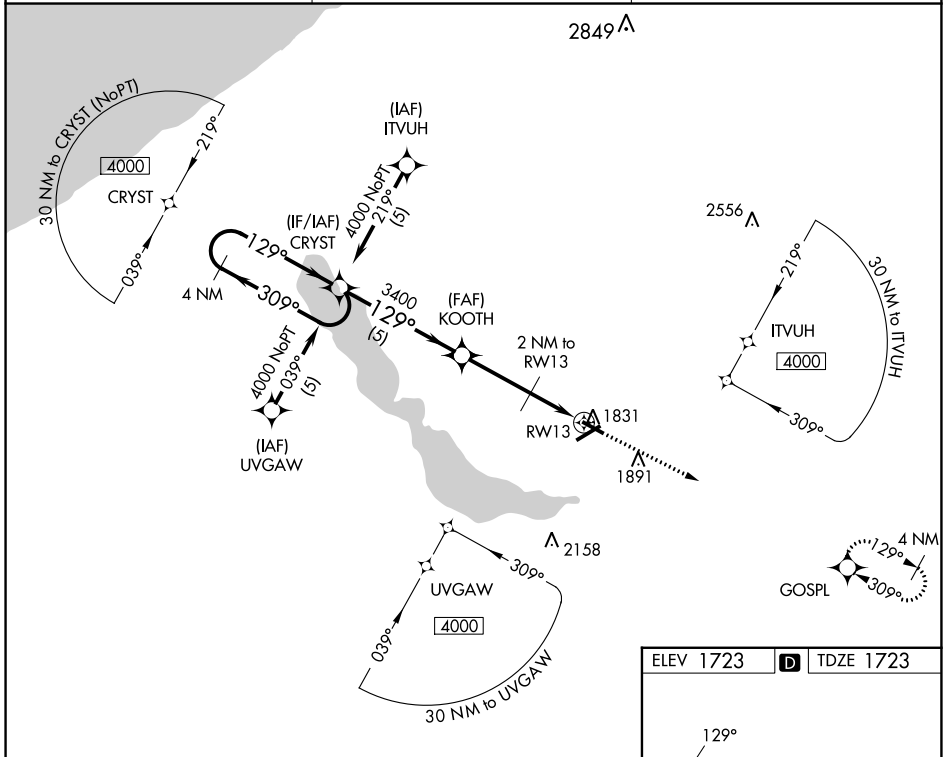 2849
30 NM to CRYST (NoPT)
219°
4000
CRYST
039°
(IAF)
ITVUH
4000 NoPT
219°
(5)
(IF/IAF)
CRYST
129°
4 NM
309°
3400
129°
(5)
(FAF)
KOOTH
2 NM to
RW13
4000 NoPT
039°
(5)
(IAF)
UVGAW
RW13
1831
1891
2556
219°
30 NM to ITVUH
ITVUH
4000
309°
2158
309°
UVGAW
4000
039°
30 NM to UVGAW
4 NM
129°
309°
GOSPL
ELEV 1723 D TDZE 1723
129°